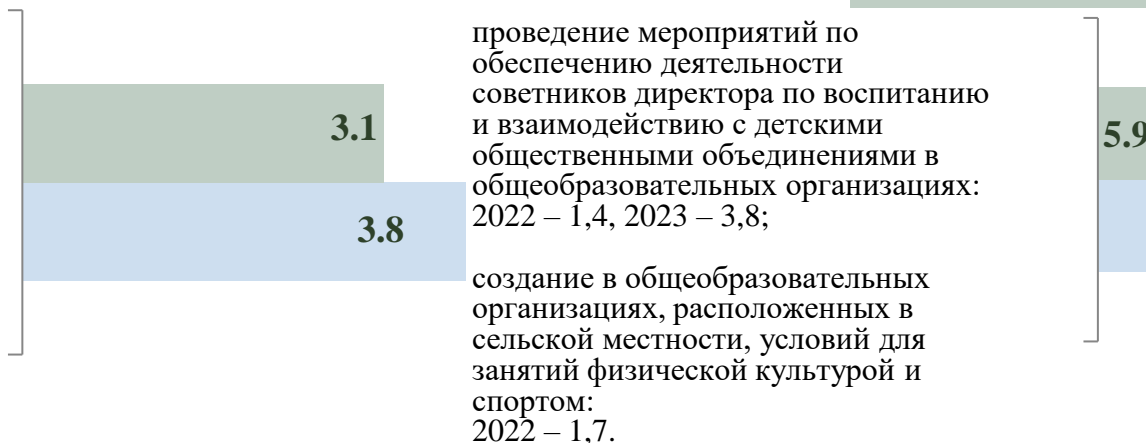 3.1
3.8
проведение мероприятий по
обеспечению деятельности
советников директора по воспитанию
и взаимодействию с детскими
общественными объединениями в
общеобразовательных организациях:
2022 – 1,4, 2023 – 3,8;
создание в общеобразовательных
организациях, расположенных в
сельской местности, условий для
занятий физической культурой и
спортом:
2022 – 1,7.
5.9